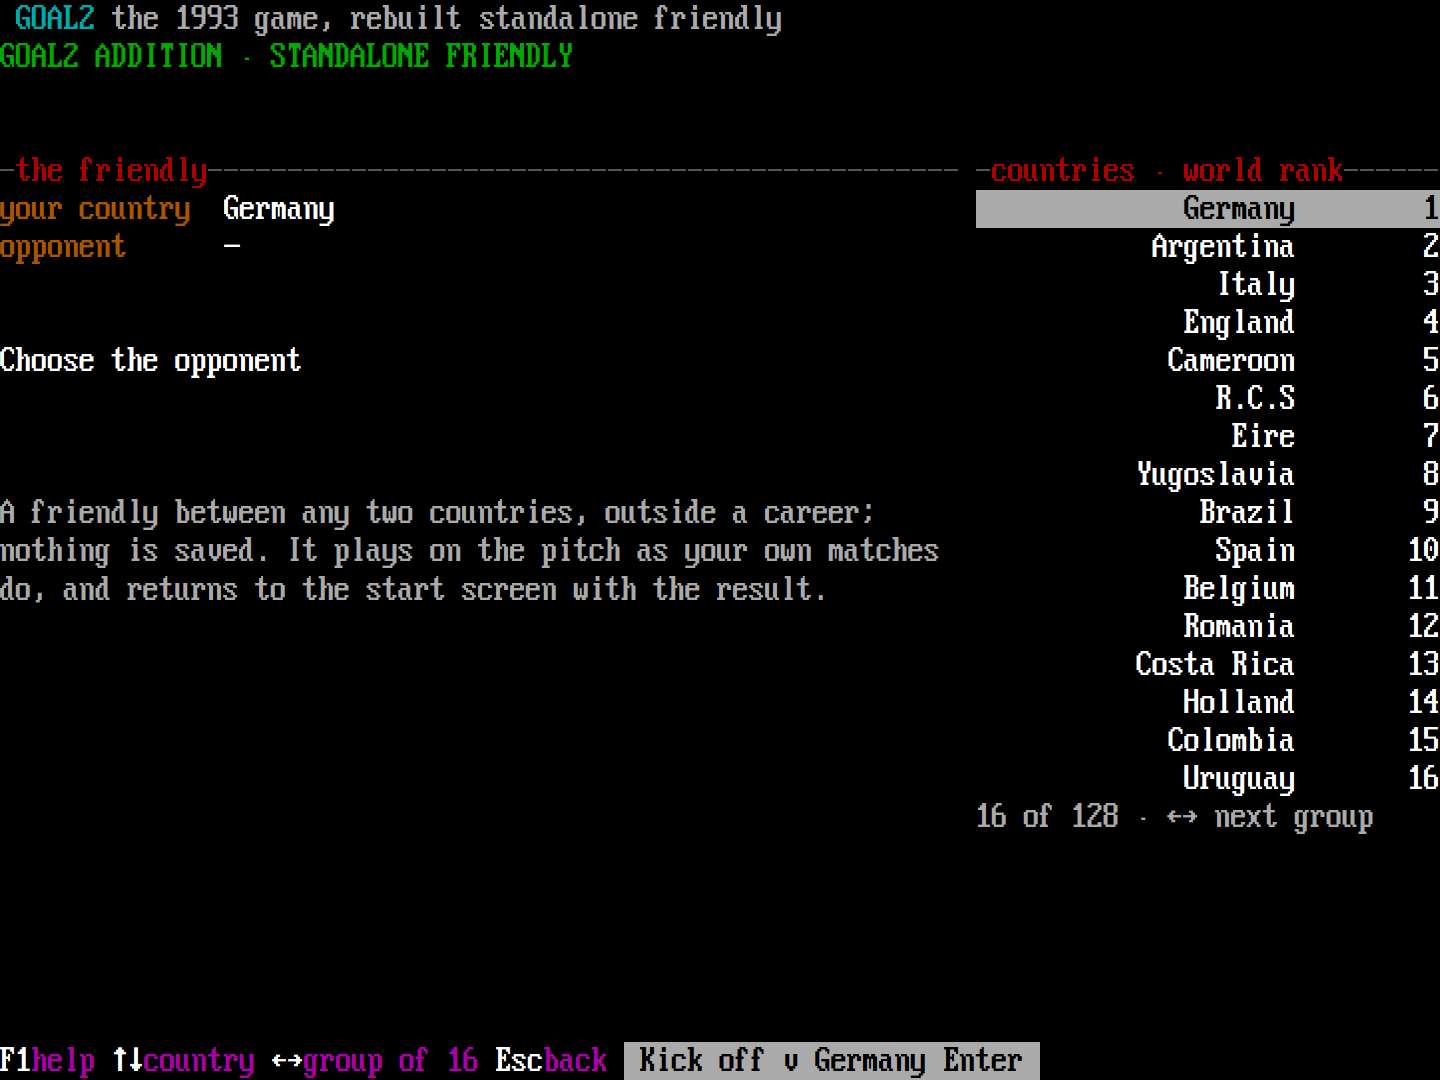 GOAL2 the 1993 game, rebuilt standalone friendly
GOAL2 ADDITION · STANDALONE FRIENDLY
the friendly
your country Germany
opponent –
Choose the opponent
A friendly between any two countries, outside a career;
nothing is saved. It plays on the pitch as your own matches
do, and returns to the start screen with the result.
countries · world rank
Germany 1
Argentina 2
Italy 3
England 4
Cameroon 5
R.C.S 6
Eire 7
Yugoslavia 8
Brazil 9
Spain 10
Belgium 11
Romania 12
Costa Rica 13
Holland 14
Colombia 15
Uruguay 16
16 of 128 · ↔ next group
F1help ↑↓country ↔group of 16 Escback Kick off v Germany Enter